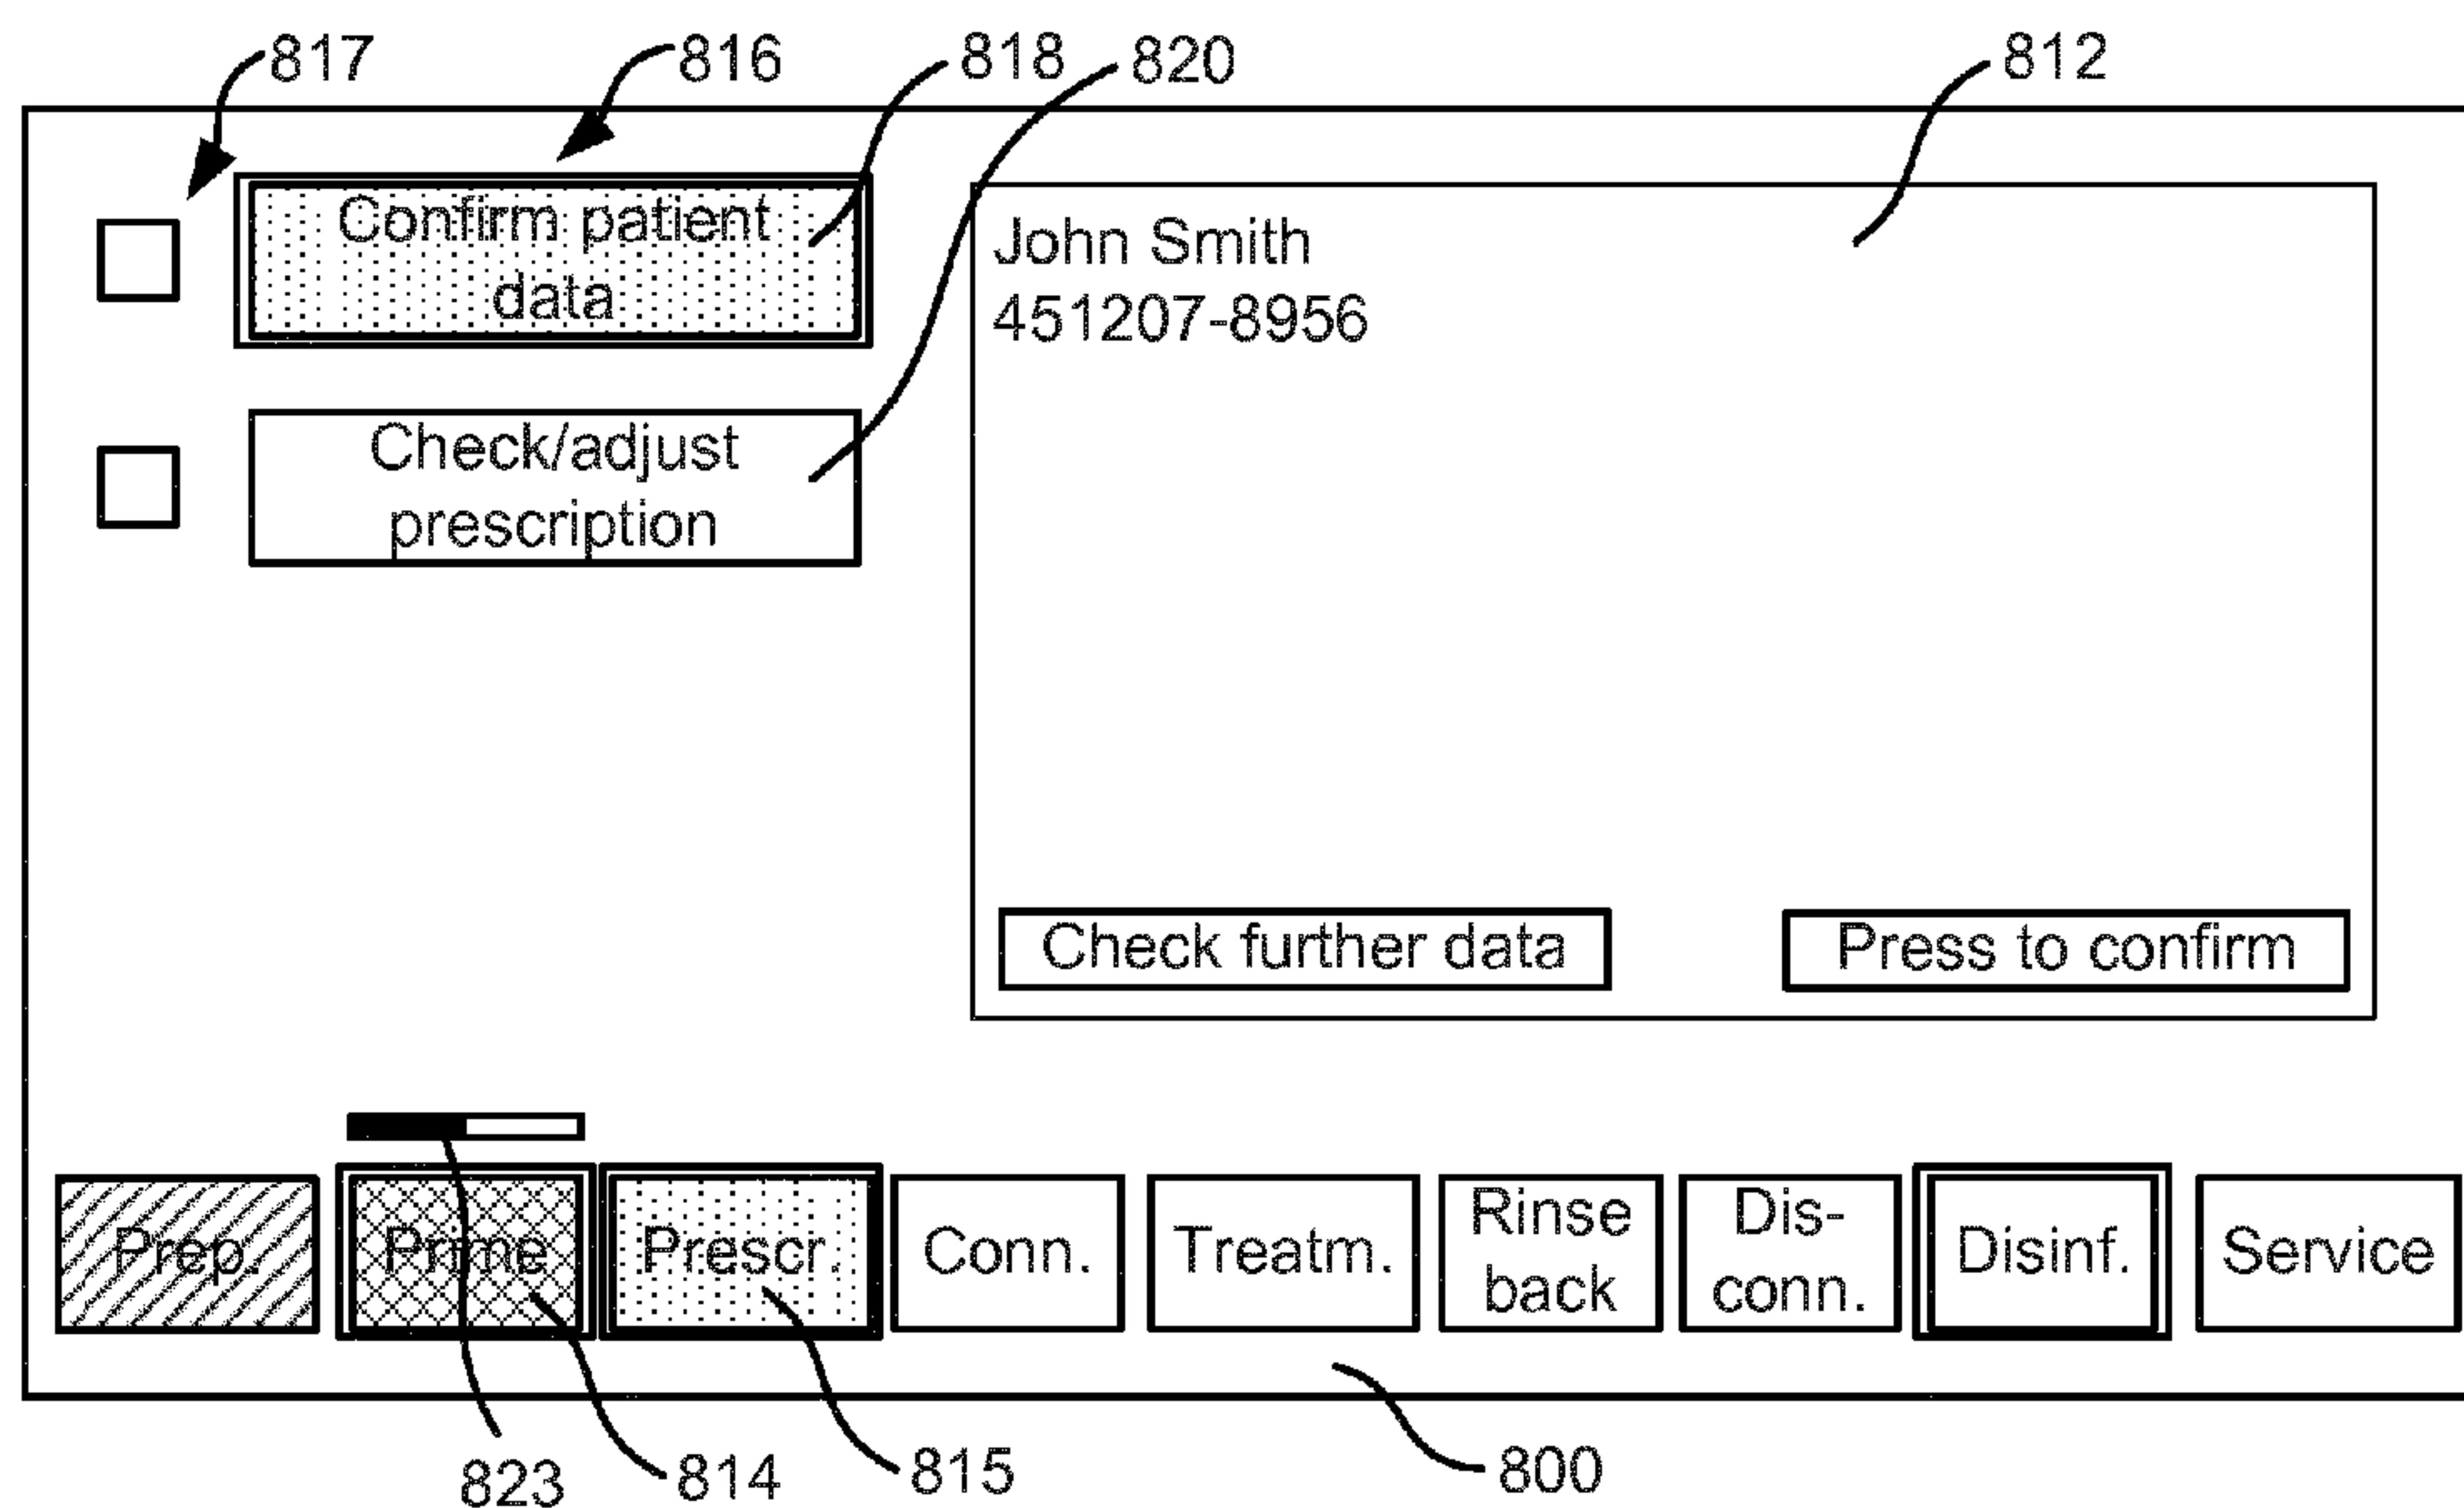 817
816
818
820
812
Confirm patient
data
John Smith
451207-8956
Check/adjust
prescription
Check further data
Press to confirm
Prep.
Prime
Prescr.
Conn.
Treatm.
Rinse
back
Dis-
conn.
Disinf.
Service
823
814
815
800